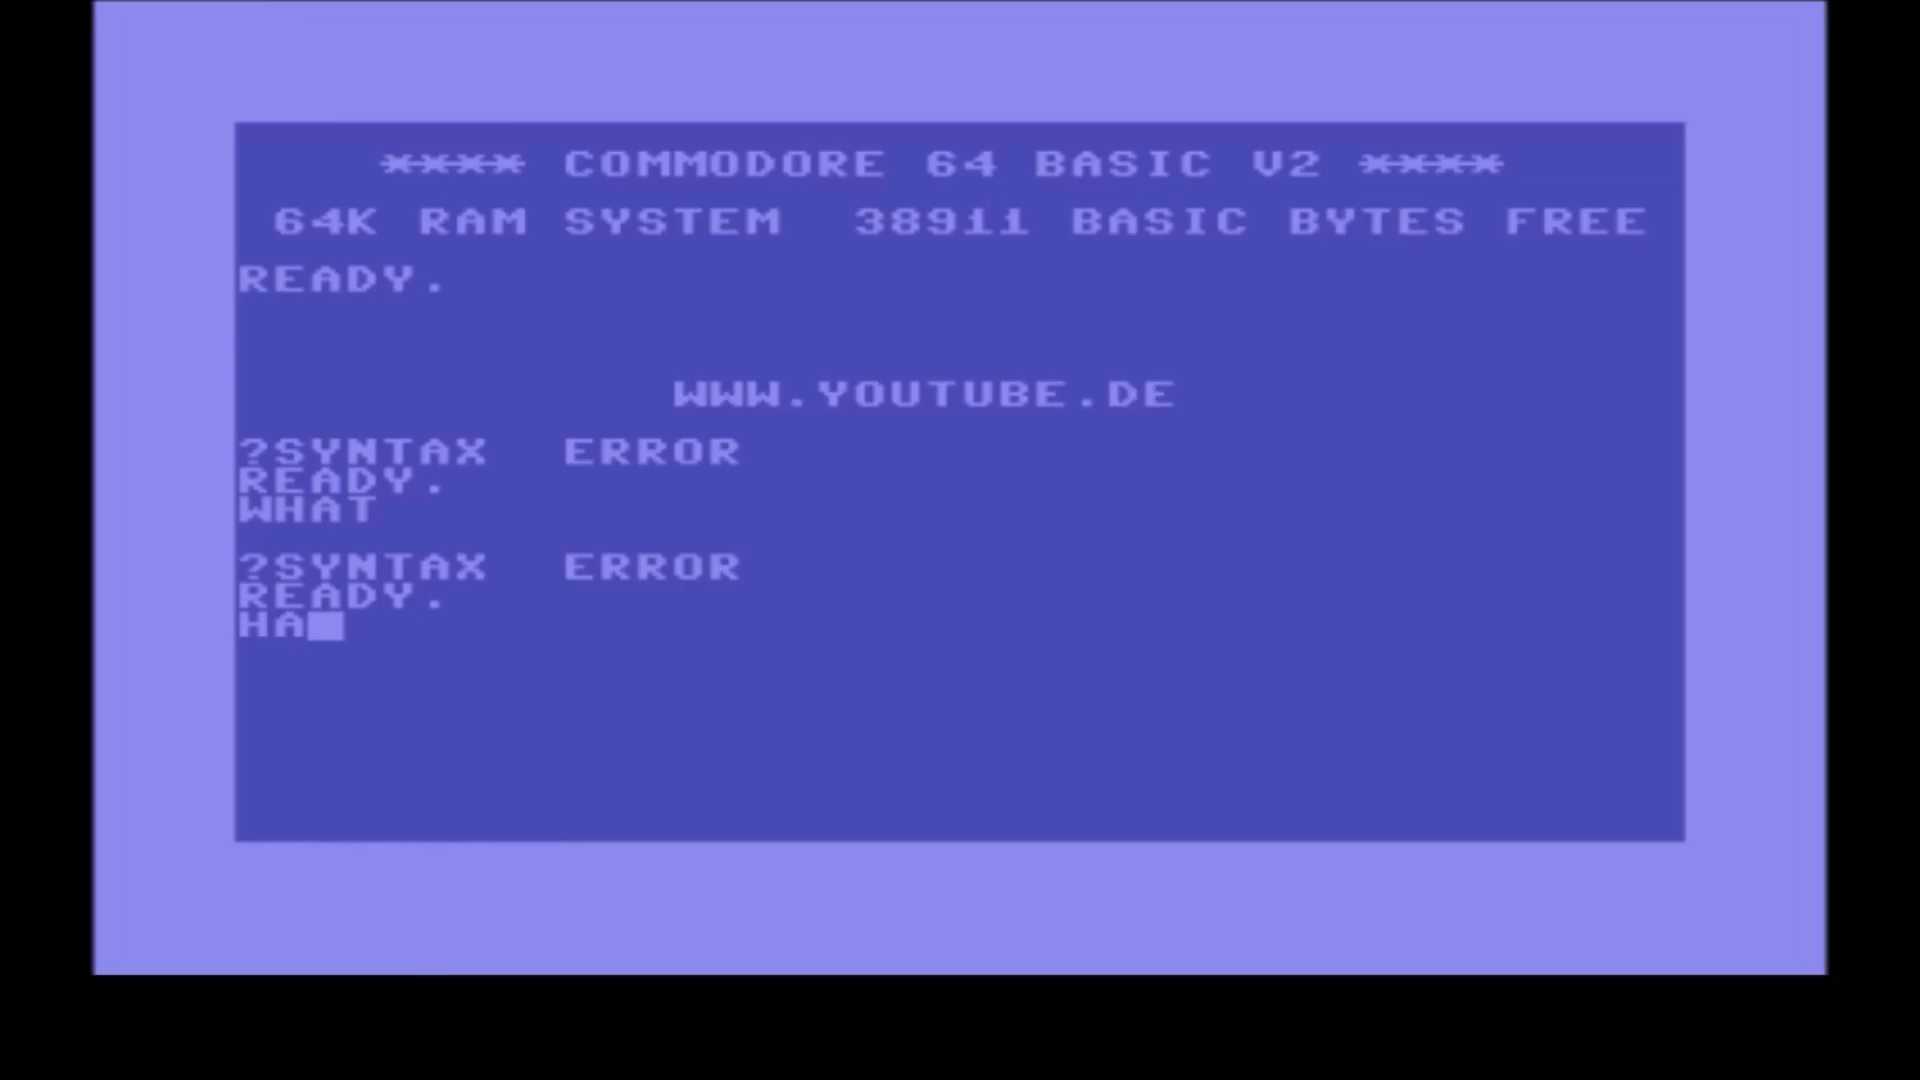 **** COMMODORE 64 BASIC V2 ****
64K RAM SYSTEM  38911 BASIC BYTES FREE
READY.
WWW.YOUTUBE.DE
?SYNTAX  ERROR
READY.
WHAT
?SYNTAX  ERROR
READY.
HA